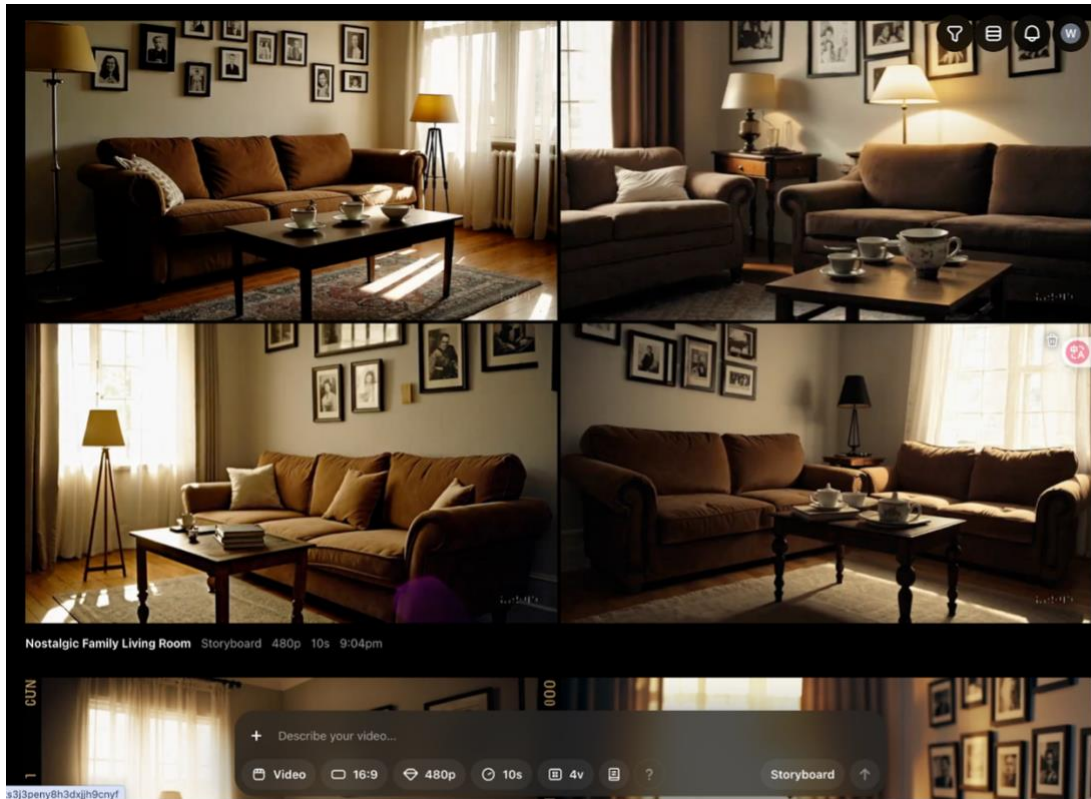 W
Nostalgic Family Living Room Storyboard 480p 10s 9:04pm
+ Describe your video...
Video 16:9 480p 10s 4v ? Storyboard
s3j3peny8h3dxjjh9cnyf